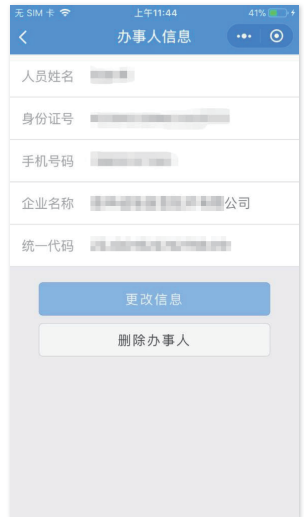 无 SIM 卡 上午11:44 41%
办事人信息
人员姓名
身份证号
手机号码
企业名称 公司
统一代码
更改信息
删除办事人